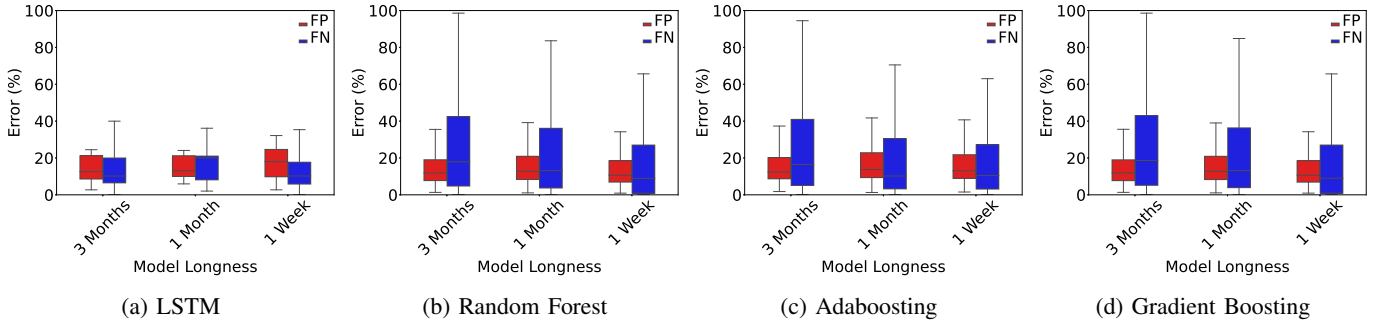 100
80
60
40
20
0
Error (%)
FP
FN
3 Months
1 Month
1 Week
Model Longness
(a) LSTM
100
80
60
40
20
0
Error (%)
FP
FN
3 Months
1 Month
1 Week
Model Longness
(b) Random Forest
100
80
60
40
20
0
Error (%)
FP
FN
3 Months
1 Month
1 Week
Model Longness
(c) Adaboosting
100
80
60
40
20
0
Error (%)
FP
FN
3 Months
1 Month
1 Week
Model Longness
(d) Gradient Boosting